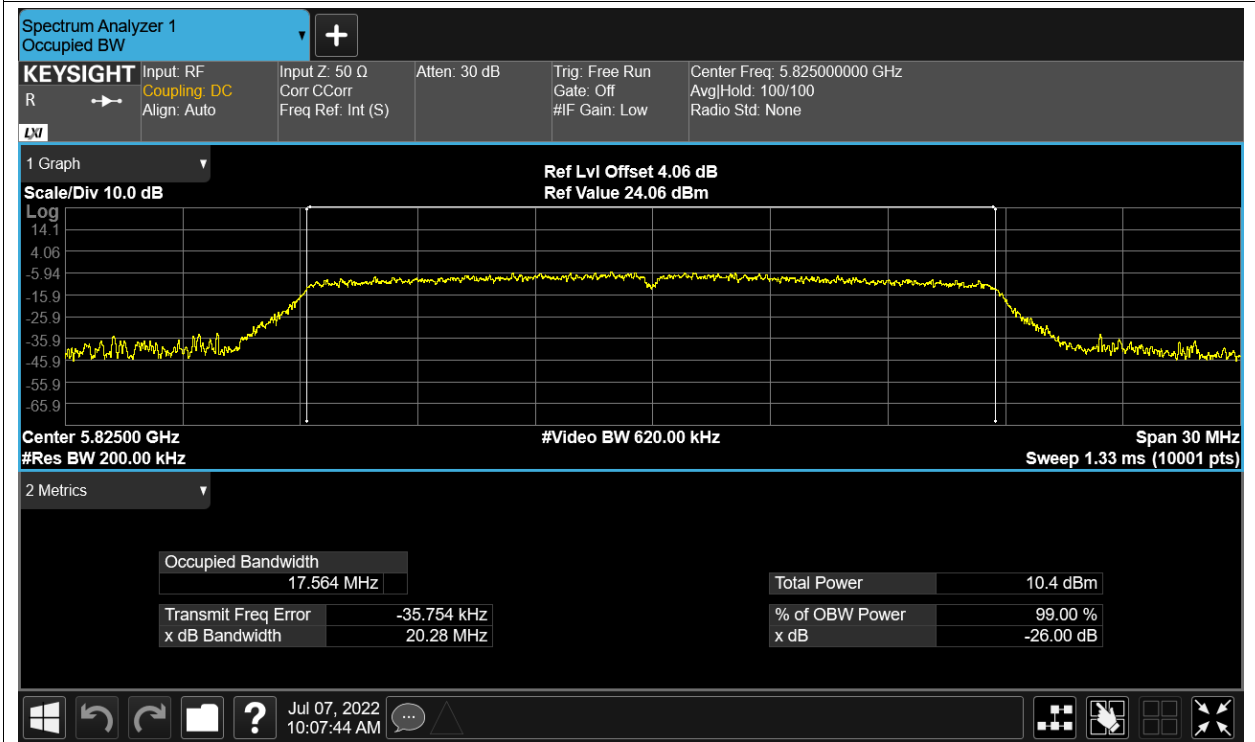 Spectrum Analyzer 1
Occupied BW
KEYSIGHT
R
LXI
Input: RF
Coupling: DC
Align: Auto
Input Z: 50 Ω
Corr CCorr
Freq Ref: Int (S)
Atten: 30 dB
Trig: Free Run
Gate: Off
#IF Gain: Low
Center Freq: 5.825000000 GHz
Avg|Hold: 100/100
Radio Std: None
1 Graph
Scale/Div 10.0 dB
Ref Lvl Offset 4.06 dB
Ref Value 24.06 dBm
Log
14.1
4.06
-5.94
-15.9
-25.9
-35.9
-45.9
-55.9
-65.9
Center 5.82500 GHz
#Res BW 200.00 kHz
#Video BW 620.00 kHz
Span 30 MHz
Sweep 1.33 ms (10001 pts)
2 Metrics
Occupied Bandwidth
17.564 MHz
Transmit Freq Error -35.754 kHz
x dB Bandwidth 20.28 MHz
Total Power 10.4 dBm
% of OBW Power 99.00 %
x dB -26.00 dB
?
Jul 07, 2022
10:07:44 AM